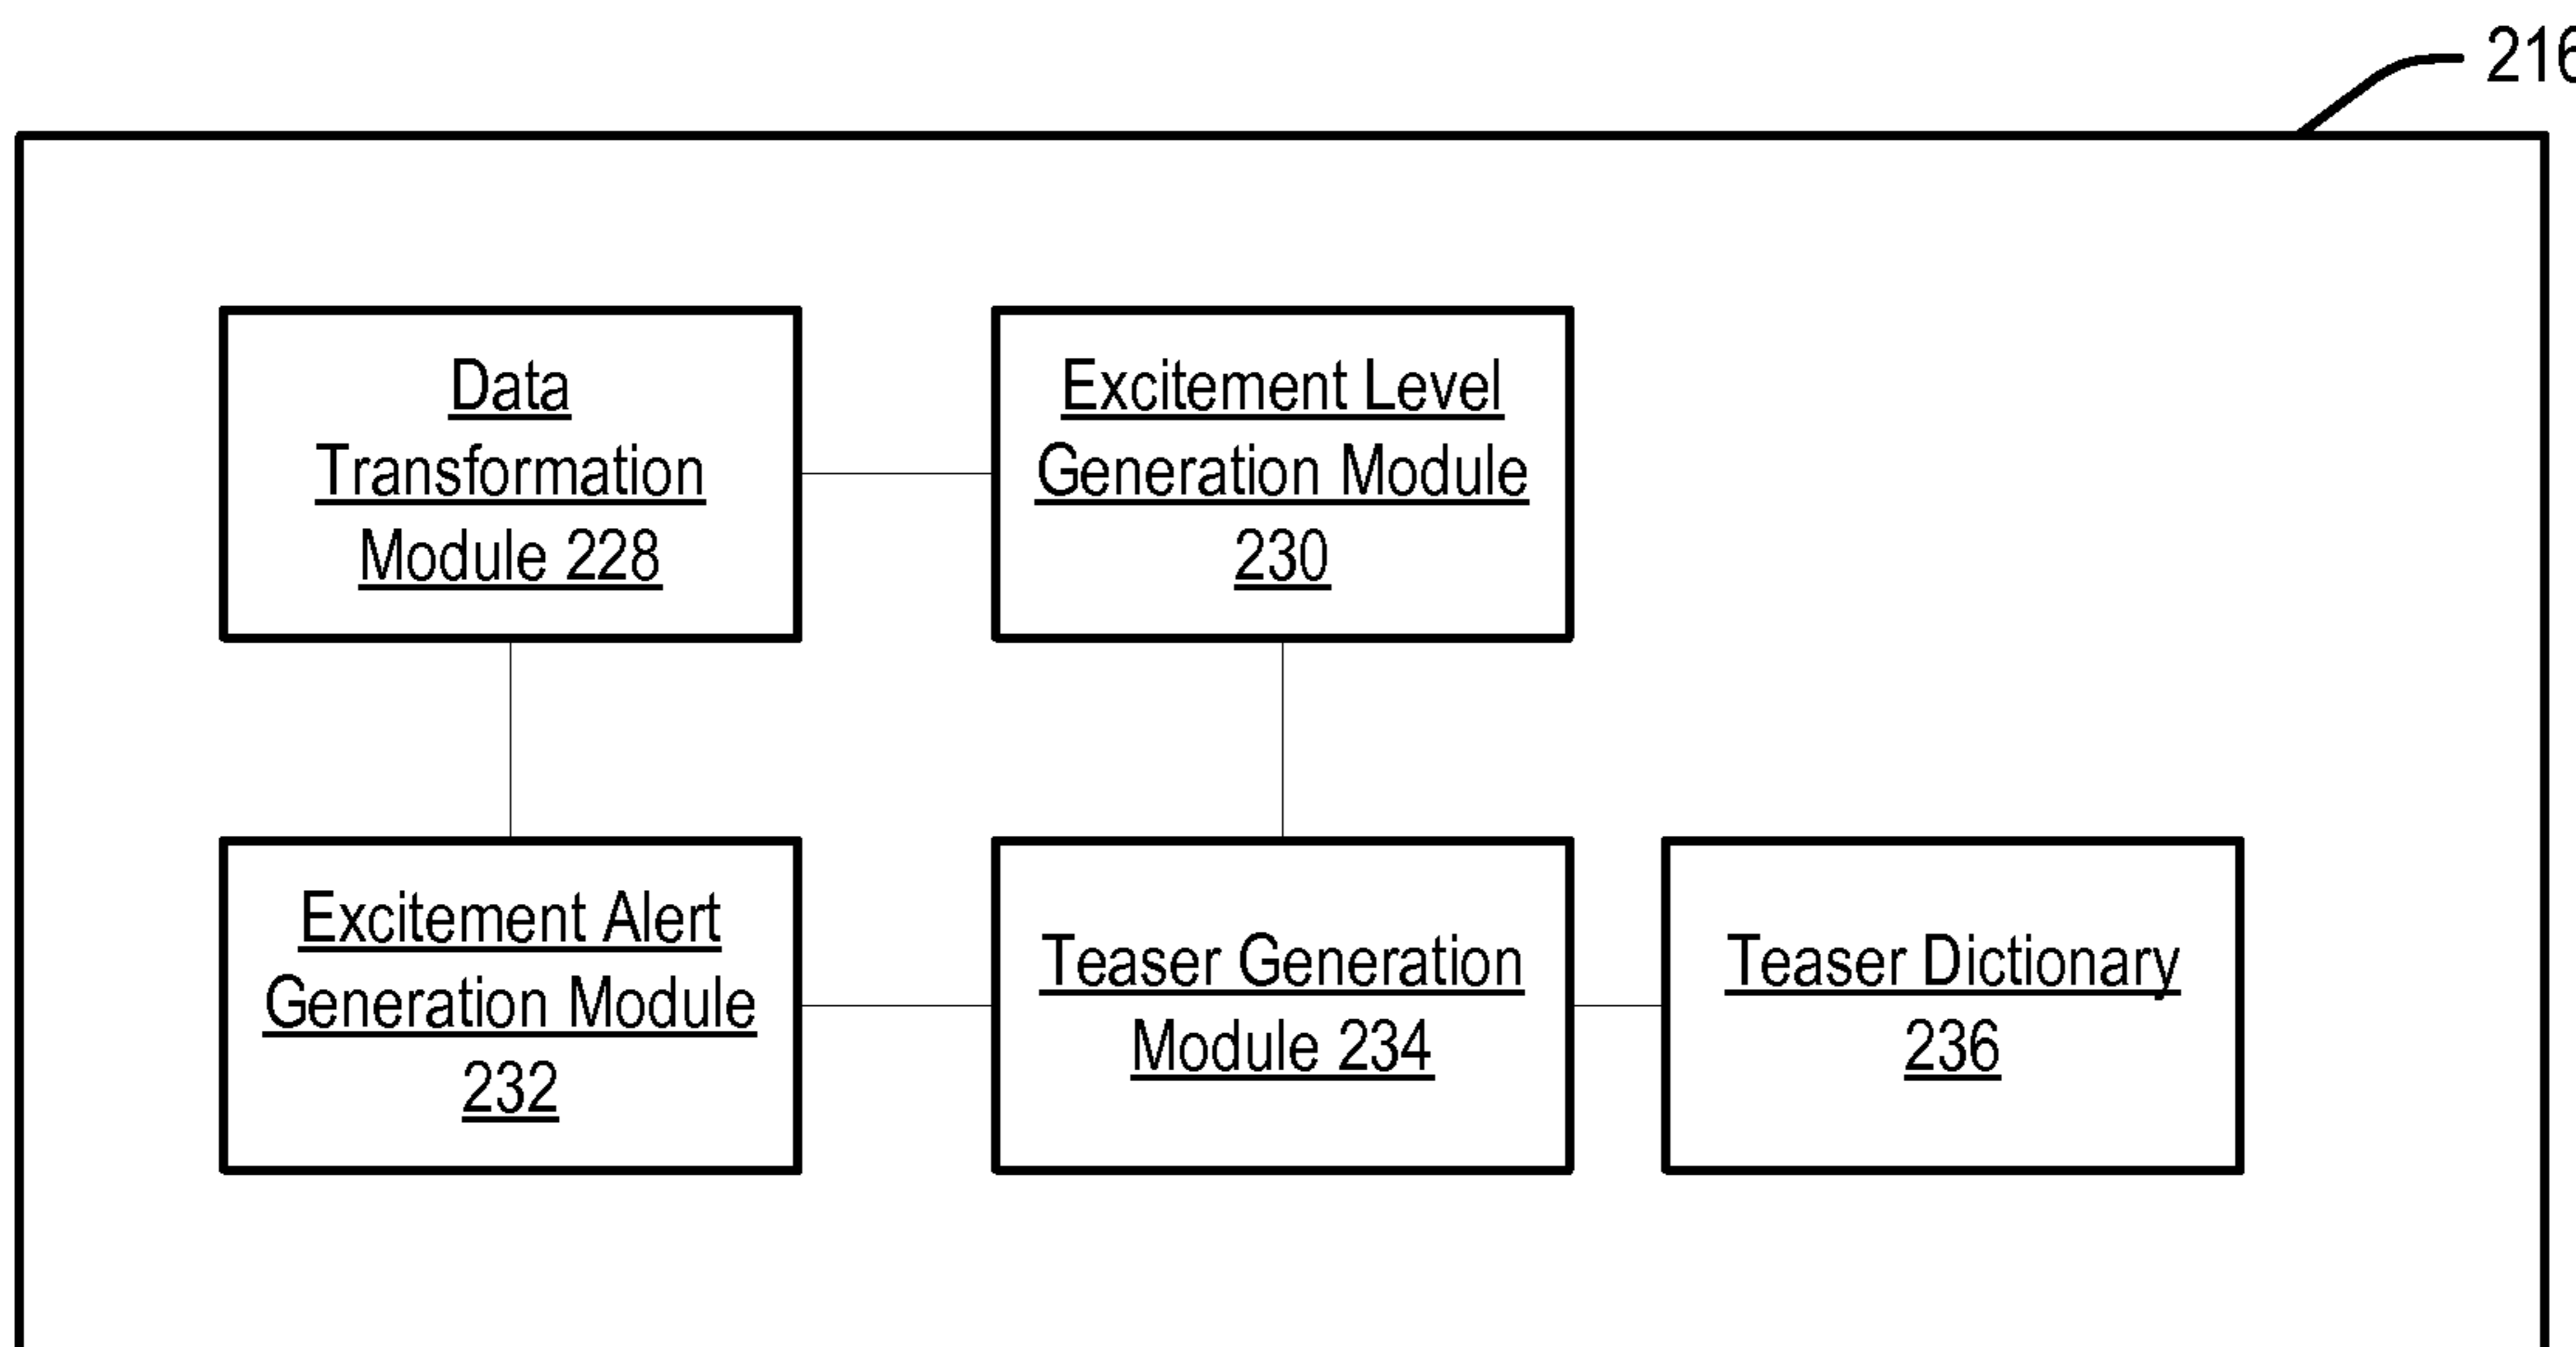 216
Data
Transformation
Module 228
Excitement Level
Generation Module
230
Excitement Alert
Generation Module
232
Teaser Generation
Module 234
Teaser Dictionary
236